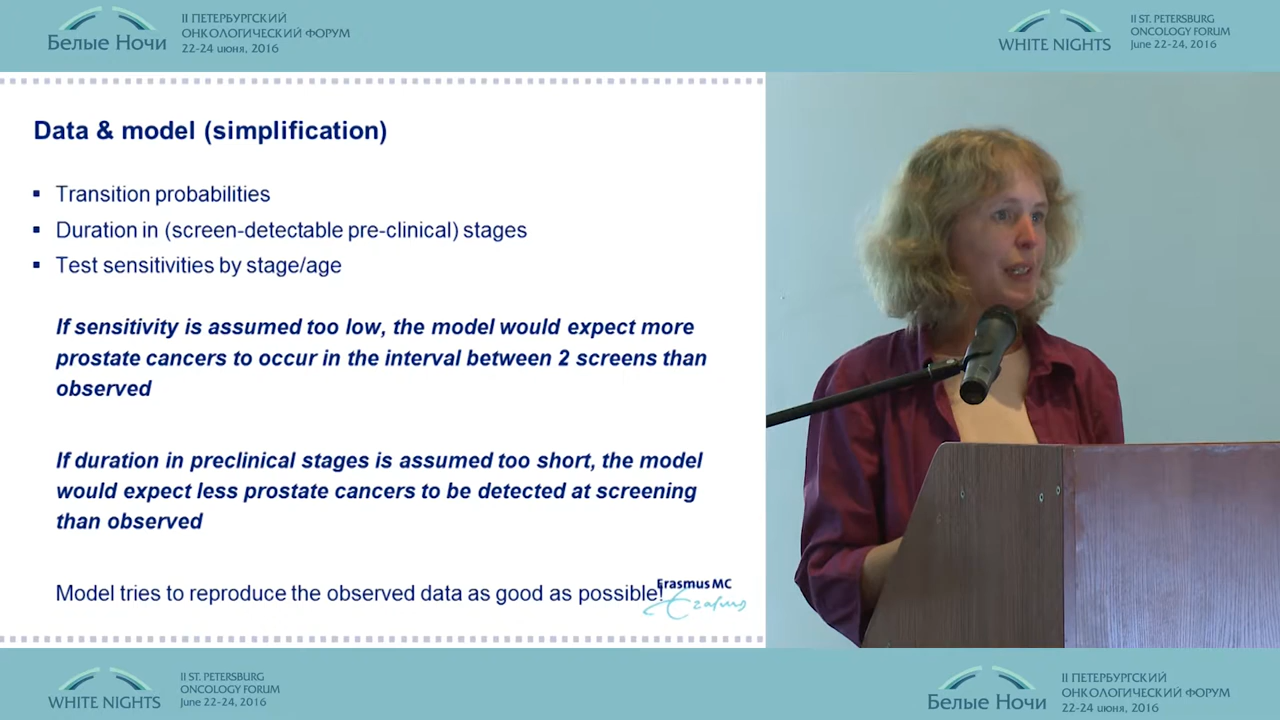 Белые Ночи
II ПЕТЕРБУРГСКИЙ
ОНКОЛОГИЧЕСКИЙ ФОРУМ
22-24 июня, 2016
WHITE NIGHTS
II ST. PETERSBURG
ONCOLOGY FORUM
June 22-24, 2016
Data & model (simplification)
Transition probabilities
Duration in (screen-detectable pre-clinical) stages
Test sensitivities by stage/age
If sensitivity is assumed too low, the model would expect more
prostate cancers to occur in the interval between 2 screens than
observed
If duration in preclinical stages is assumed too short, the model
would expect less prostate cancers to be detected at screening
than observed
Model tries to reproduce the observed data as good as possible!
Erasmus MC
Erasmus
WHITE NIGHTS
II ST. PETERSBURG
ONCOLOGY FORUM
June 22-24, 2016
Белые Ночи
II ПЕТЕРБУРГСКИЙ
ОНКОЛОГИЧЕСКИЙ ФОРУМ
22-24 июня, 2016